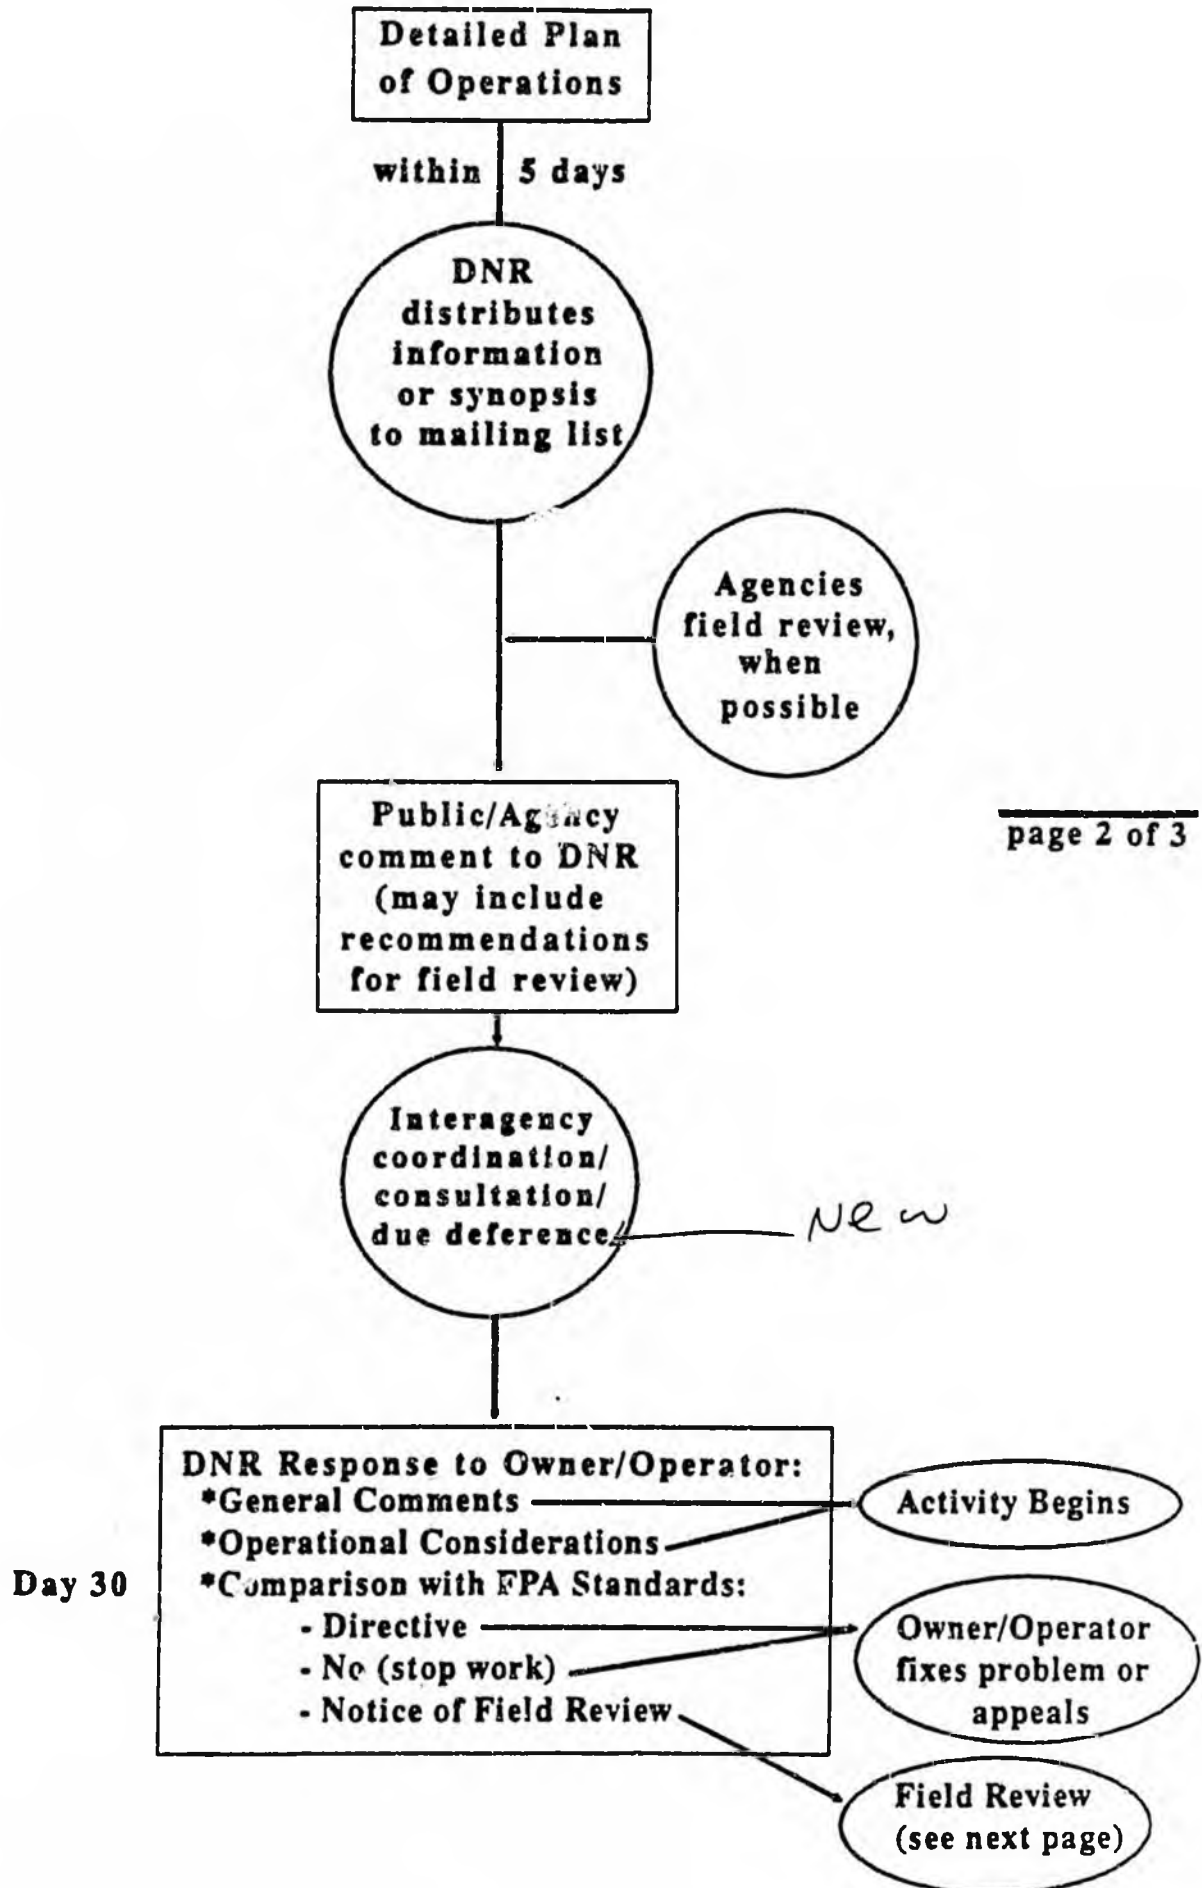 Detailed Plan
of Operations
within 5 days
DNR
distributes
information
or synopsis
to mailing list
Agencies
field review,
when
possible
Public/Agency
comment to DNR
(may include
recommendations
for field review)
page 2 of 3
Interagency
coordination/
consultation/
due deference
New
DNR Response to Owner/Operator:
*General Comments
*Operational Considerations
*Comparison with FPA Standards:
- Directive
- No (stop work)
- Notice of Field Review
Day 30
Activity Begins
Owner/Operator
fixes problem or
appeals
Field Review
(see next page)